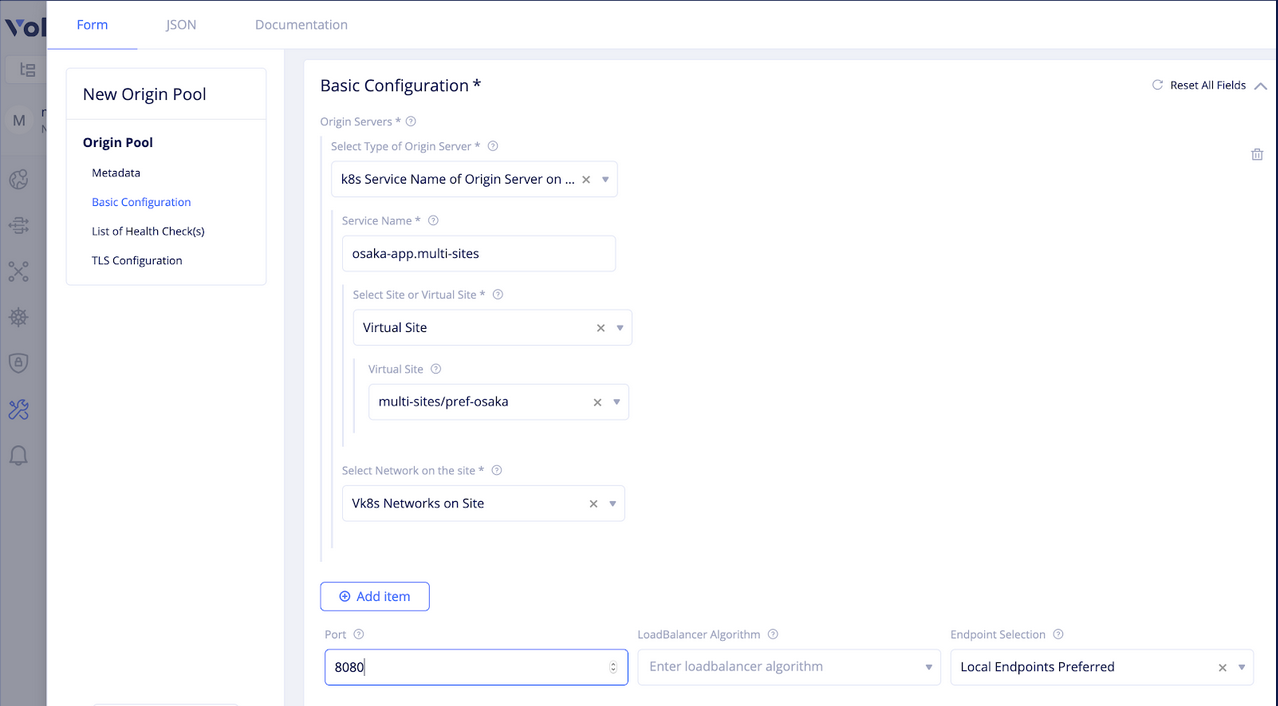 Form JSON Documentation
Vol
New Origin Pool
M
Origin Pool
Metadata
Basic Configuration
List of Health Check(s)
TLS Configuration
Basic Configuration *
Reset All Fields
Origin Servers * ?
Select Type of Origin Server * ?
k8s Service Name of Origin Server on ...
Service Name * ?
osaka-app.multi-sites
Select Site or Virtual Site * ?
Virtual Site
Virtual Site ?
multi-sites/pref-osaka
Select Network on the site * ?
Vk8s Networks on Site
Add item
Port ? LoadBalancer Algorithm ? Endpoint Selection ?
8080 Enter loadbalancer algorithm Local Endpoints Preferred